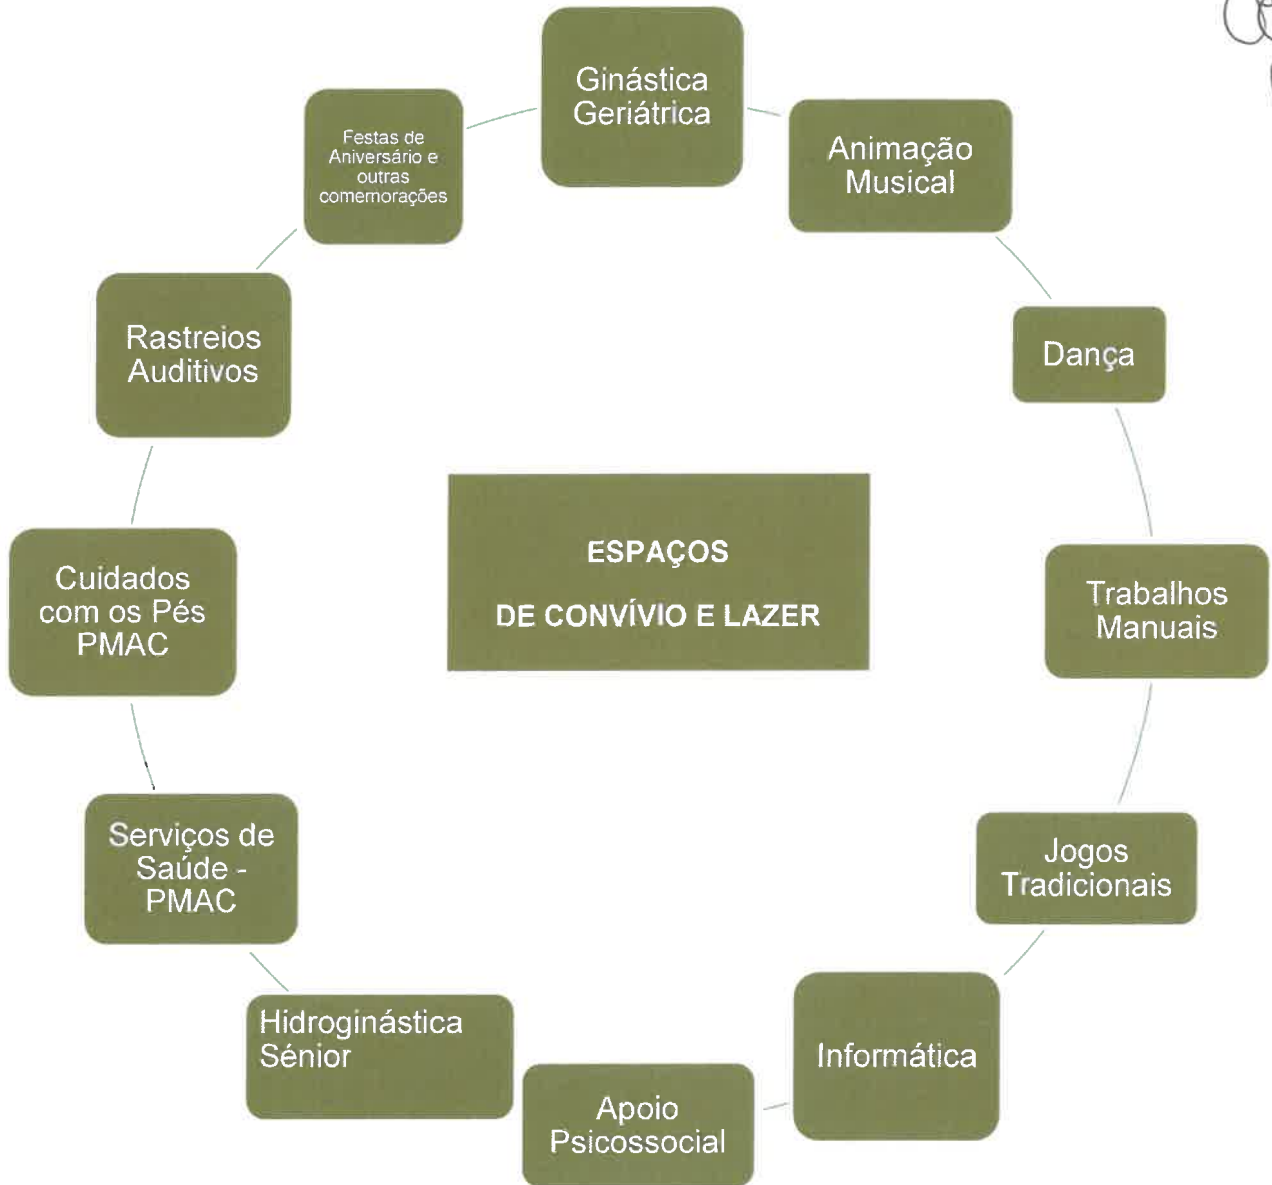 Ginástica
Geriátrica
Animação
Musical
Dança
Trabalhos
Manuais
Jogos
Tradicionais
Informática
Apoio
Psicossocial
Hidroginástica
Sénior
Serviços de
Saúde -
PMAC
Cuidados
com os Pés
PMAC
Rastreios
Auditivos
Festas de
Aniversário e
outras
comemorações
ESPAÇOS
DE CONVÍVIO E LAZER